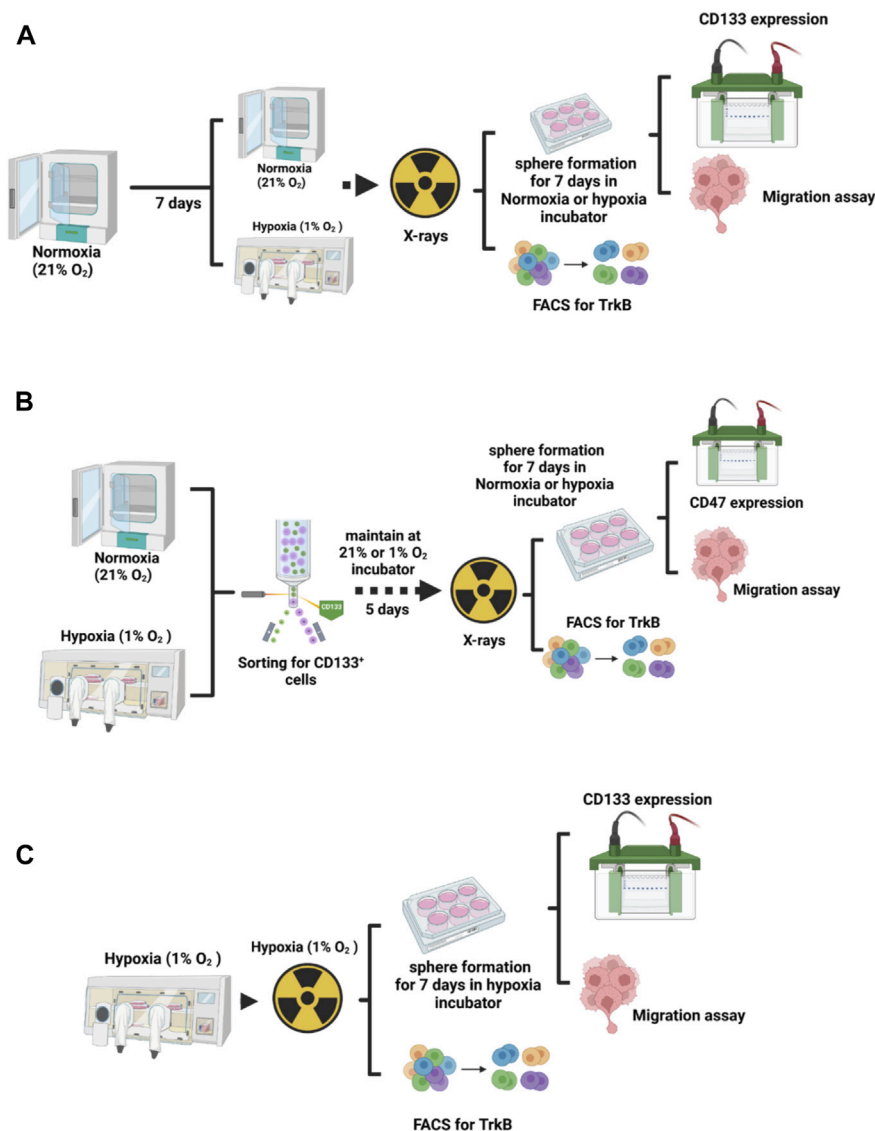 A
CD133 expression
Normoxia
(21% O₂)
7 days
Normoxia
(21% O₂)
Hypoxia (1% O₂ )
X-rays
sphere formation
for 7 days in
Normoxia or hypoxia
incubator
FACS for TrkB
Migration assay
B
Normoxia
(21% O₂)
Hypoxia (1% O₂ )
CD133
Sorting for CD133⁺
cells
maintain at
21% or 1% O₂
incubator
5 days
X-rays
sphere formation
for 7 days in
Normoxia or hypoxia
incubator
FACS for TrkB
CD47 expression
Migration assay
C
CD133 expression
Hypoxia (1% O₂ )
Hypoxia (1% O₂ )
sphere formation
for 7 days in hypoxia
incubator
Migration assay
FACS for TrkB